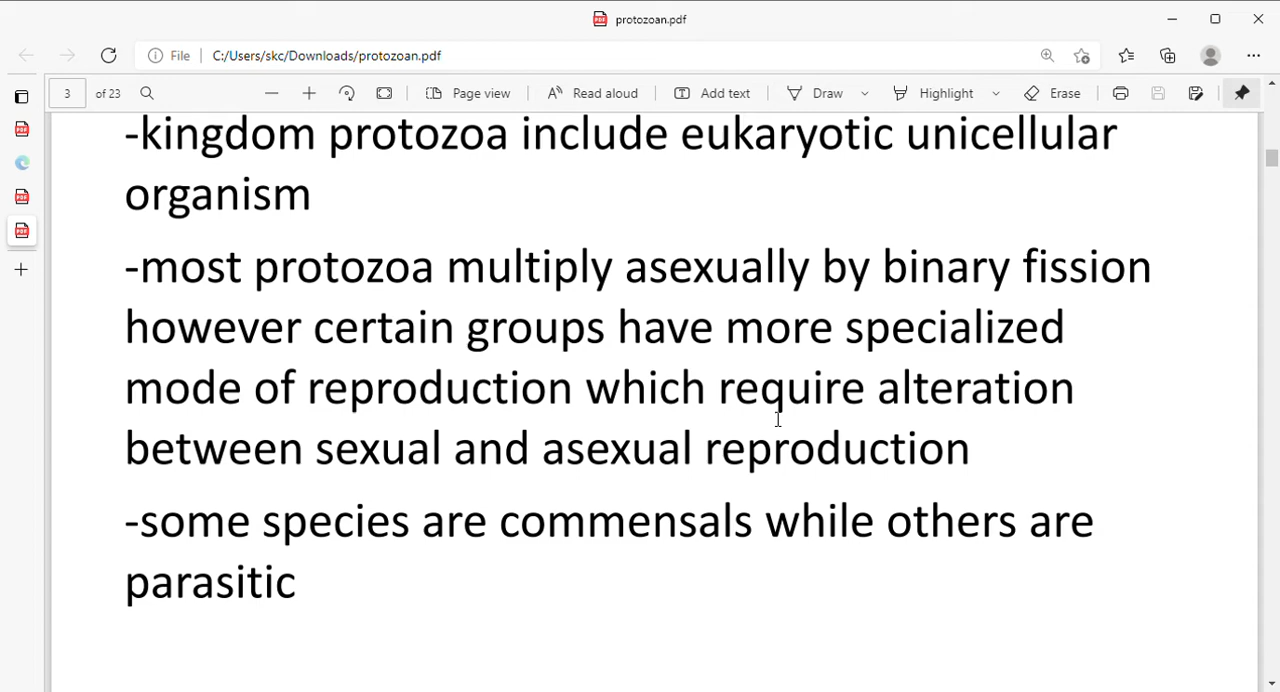 protozoan.pdf
File C:/Users/skc/Downloads/protozoan.pdf
3 of 23 Page view Read aloud Add text Draw Highlight Erase
-kingdom protozoa include eukaryotic unicellular
organism
-most protozoa multiply asexually by binary fission
however certain groups have more specialized
mode of reproduction which require alteration
between sexual and asexual reproduction
-some species are commensals while others are
parasitic